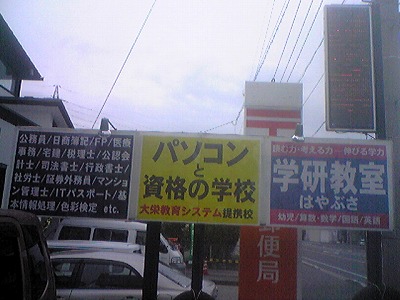 公務員/日商簿記/FP/医療
事務/宅建/税理士/公認会
計士/司法書士/行政書士/
社労士/証券外務員/マンショ
ン管理士/ITパスポート/基
本情報処理/色彩検定 etc.
パソコン
と
資格の学校
大栄教育システム提携校
読む力・考える力―伸びる学力
学研教室
はやぶさ
幼児/算数・数学/国語/英語
便局